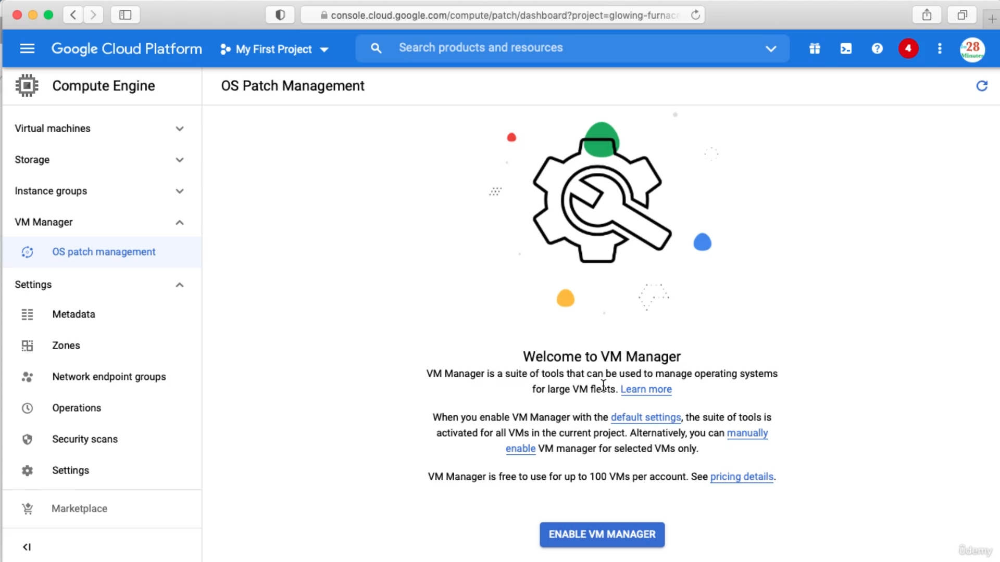 console.cloud.google.com/compute/patch/dashboard?project=glowing-furnace
Google Cloud Platform
My First Project
Search products and resources
4
in28
Minutes
Compute Engine
OS Patch Management
Virtual machines
Storage
Instance groups
VM Manager
OS patch management
Settings
Metadata
Zones
Network endpoint groups
Operations
Security scans
Settings
Marketplace
Welcome to VM Manager
VM Manager is a suite of tools that can be used to manage operating systems
for large VM fleets. Learn more
When you enable VM Manager with the default settings, the suite of tools is
activated for all VMs in the current project. Alternatively, you can manually
enable VM manager for selected VMs only.
VM Manager is free to use for up to 100 VMs per account. See pricing details.
ENABLE VM MANAGER
ûdemy